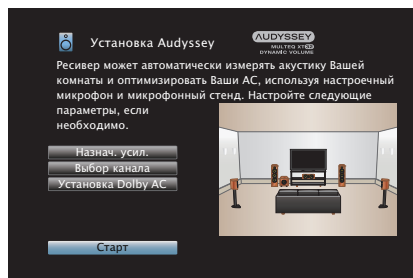 Установка Audyssey
AUDYSSEY
MULTEQ XT32
DYNAMIC VOLUME
Ресивер может автоматически измерять акустику Вашей
комнаты и оптимизировать Ваши АС, используя настроечный
микрофон и микрофонный стенд. Настройте следующие
параметры, если
необходимо.
Назнач. усил.
Выбор канала
Установка Dolby АС
Старт